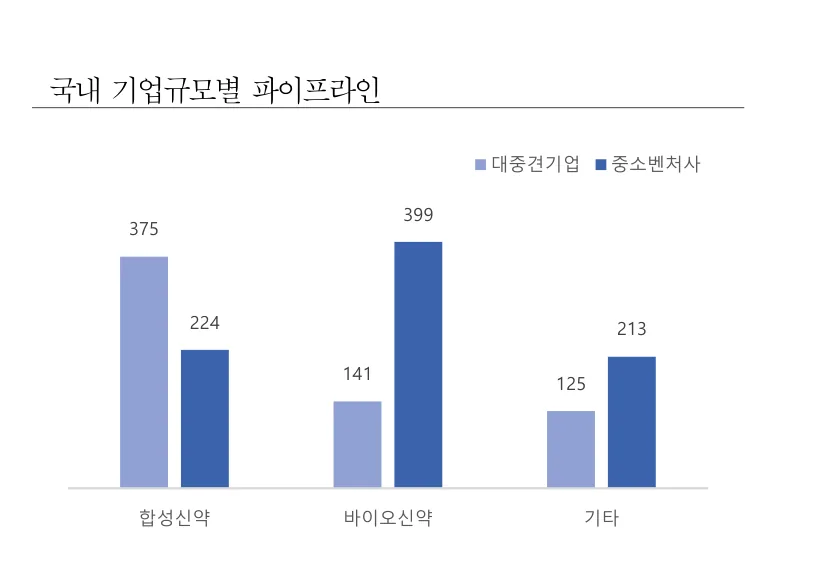 국내 기업규모별 파이프라인
대중견기업 중소벤처사
375 224 141 399 125 213
합성신약 바이오신약 기타